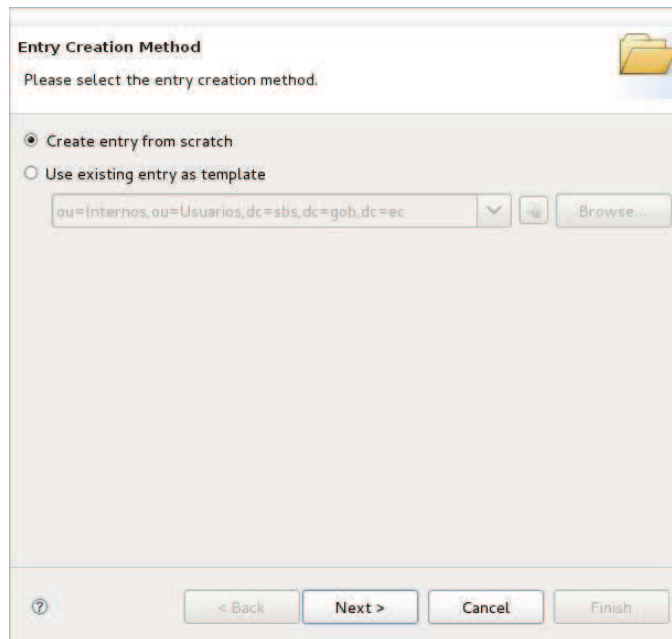 Entry Creation Method
Please select the entry creation method.
Create entry from scratch
Use existing entry as template
ou=Internos,ou=Usuarios,dc=sbs,dc=gob,dc=ec
Browse...
?
< Back
Next >
Cancel
Finish